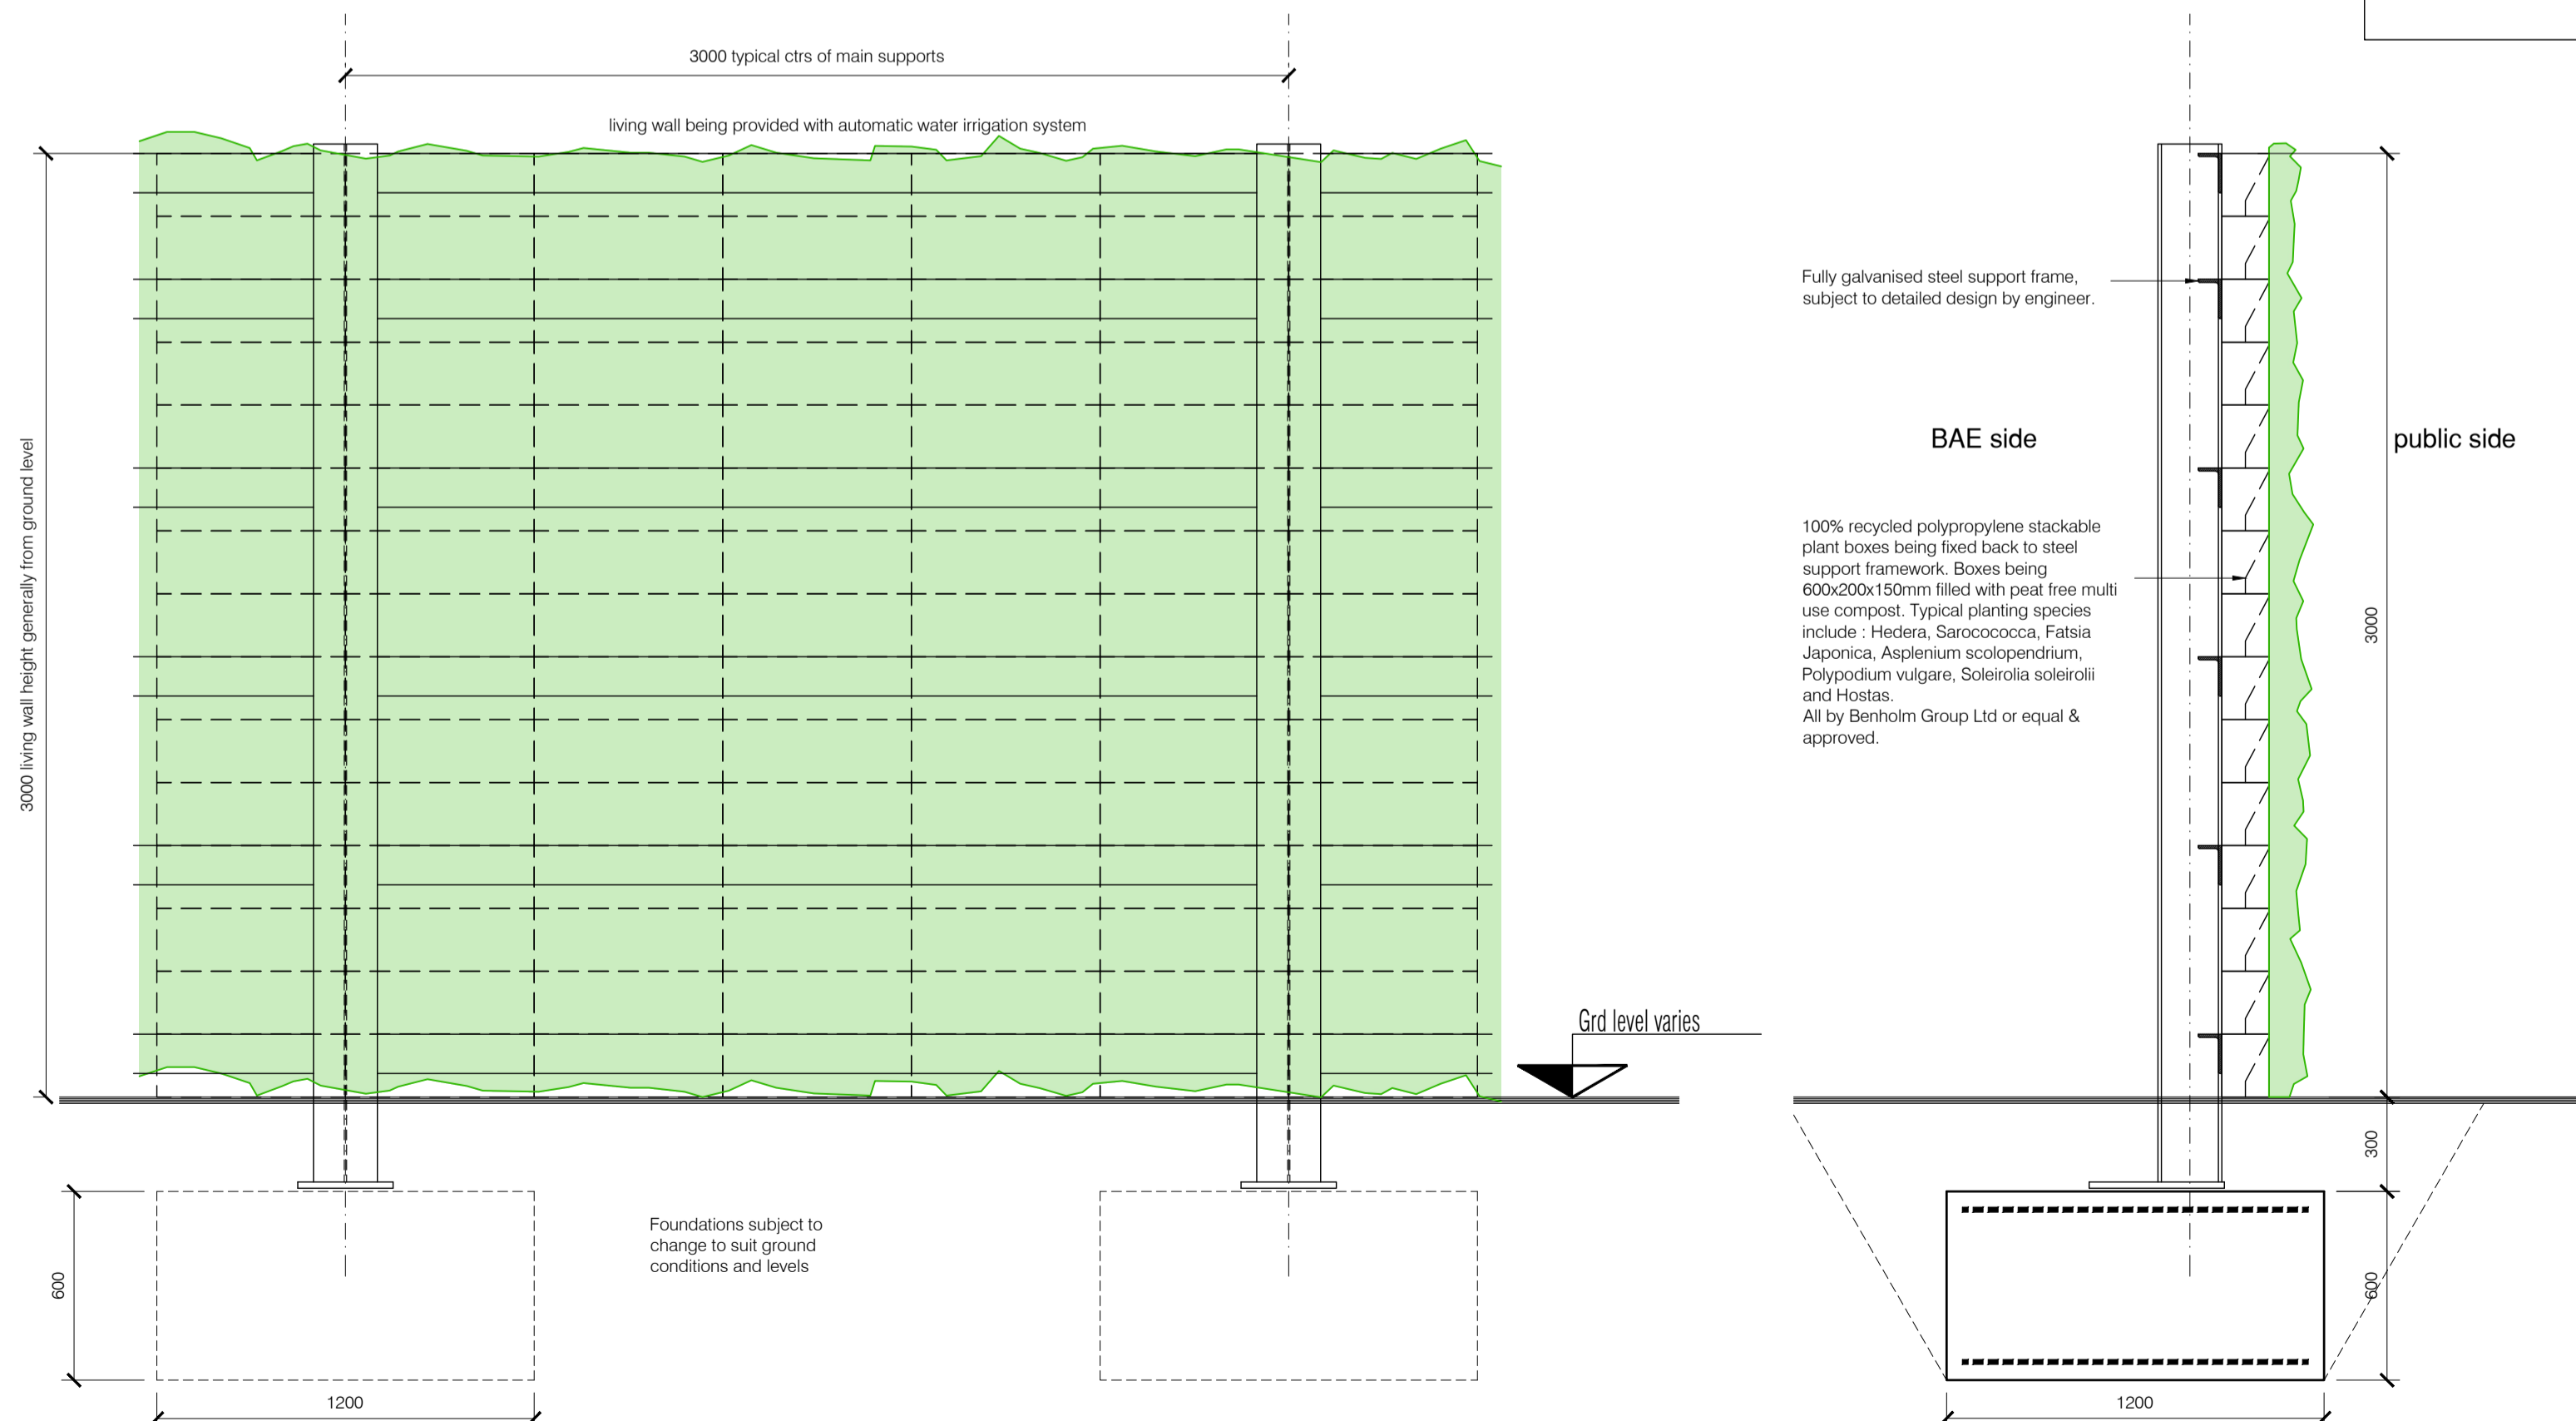 3000 typical ctrs of main supports
living wall being provided with automatic water irrigation system
3000 living wall height generally from ground level
Grd level varies
Foundations subject to
change to suit ground
conditions and levels
600
1200
Fully galvanised steel support frame,
subject to detailed design by engineer.
BAE side
public side
100% recycled polypropylene stackable
plant boxes being fixed back to steel
support framework. Boxes being
600x200x150mm filled with peat free multi
use compost. Typical planting species
include : Hedera, Sarocococca, Fatsia
Japonica, Asplenium scolopendrium,
Polypodium vulgare, Soleirolia soleirolii
and Hostas.
All by Benholm Group Ltd or equal &
approved.
3000
300
600
1200